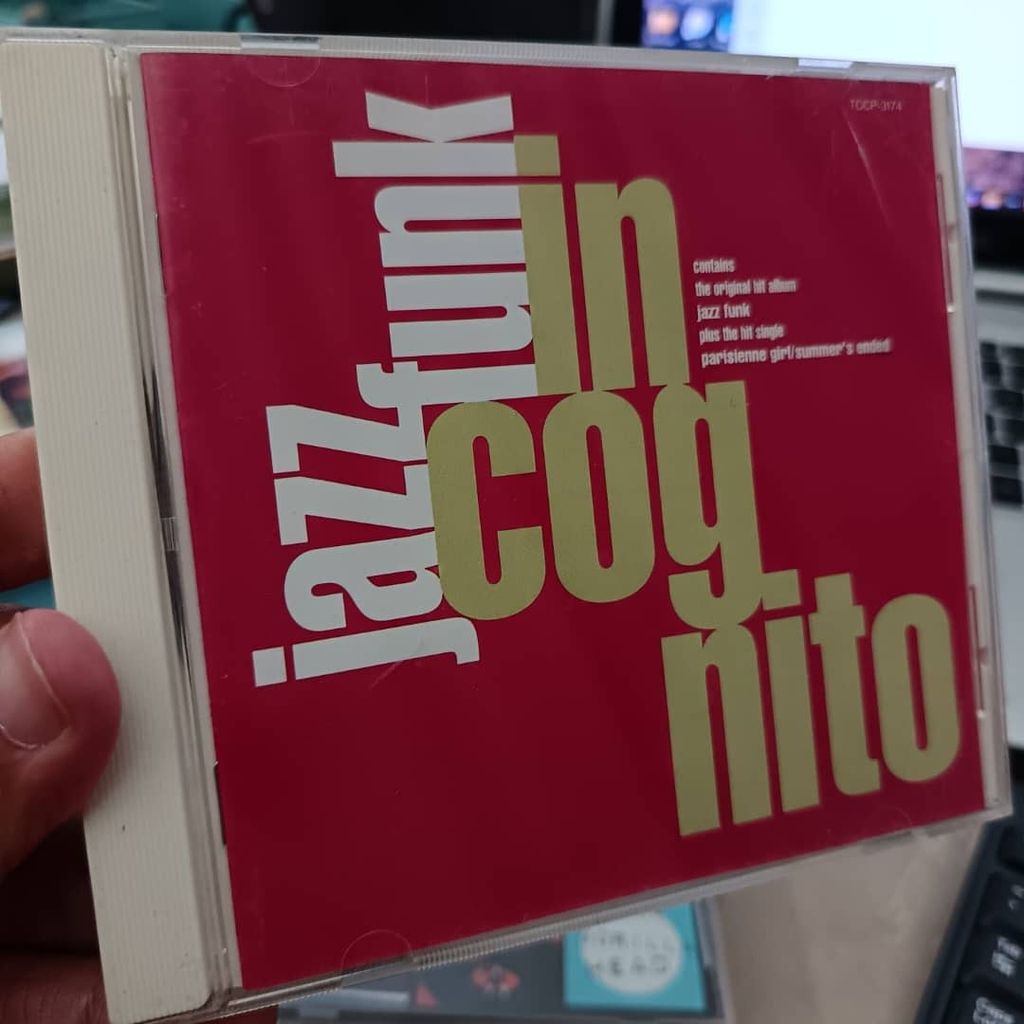 TOCP-3174
jazz funk
in
cog
nito
contains
the original hit album
jazz funk
plus the hit single
parisienne girl/summer's ended